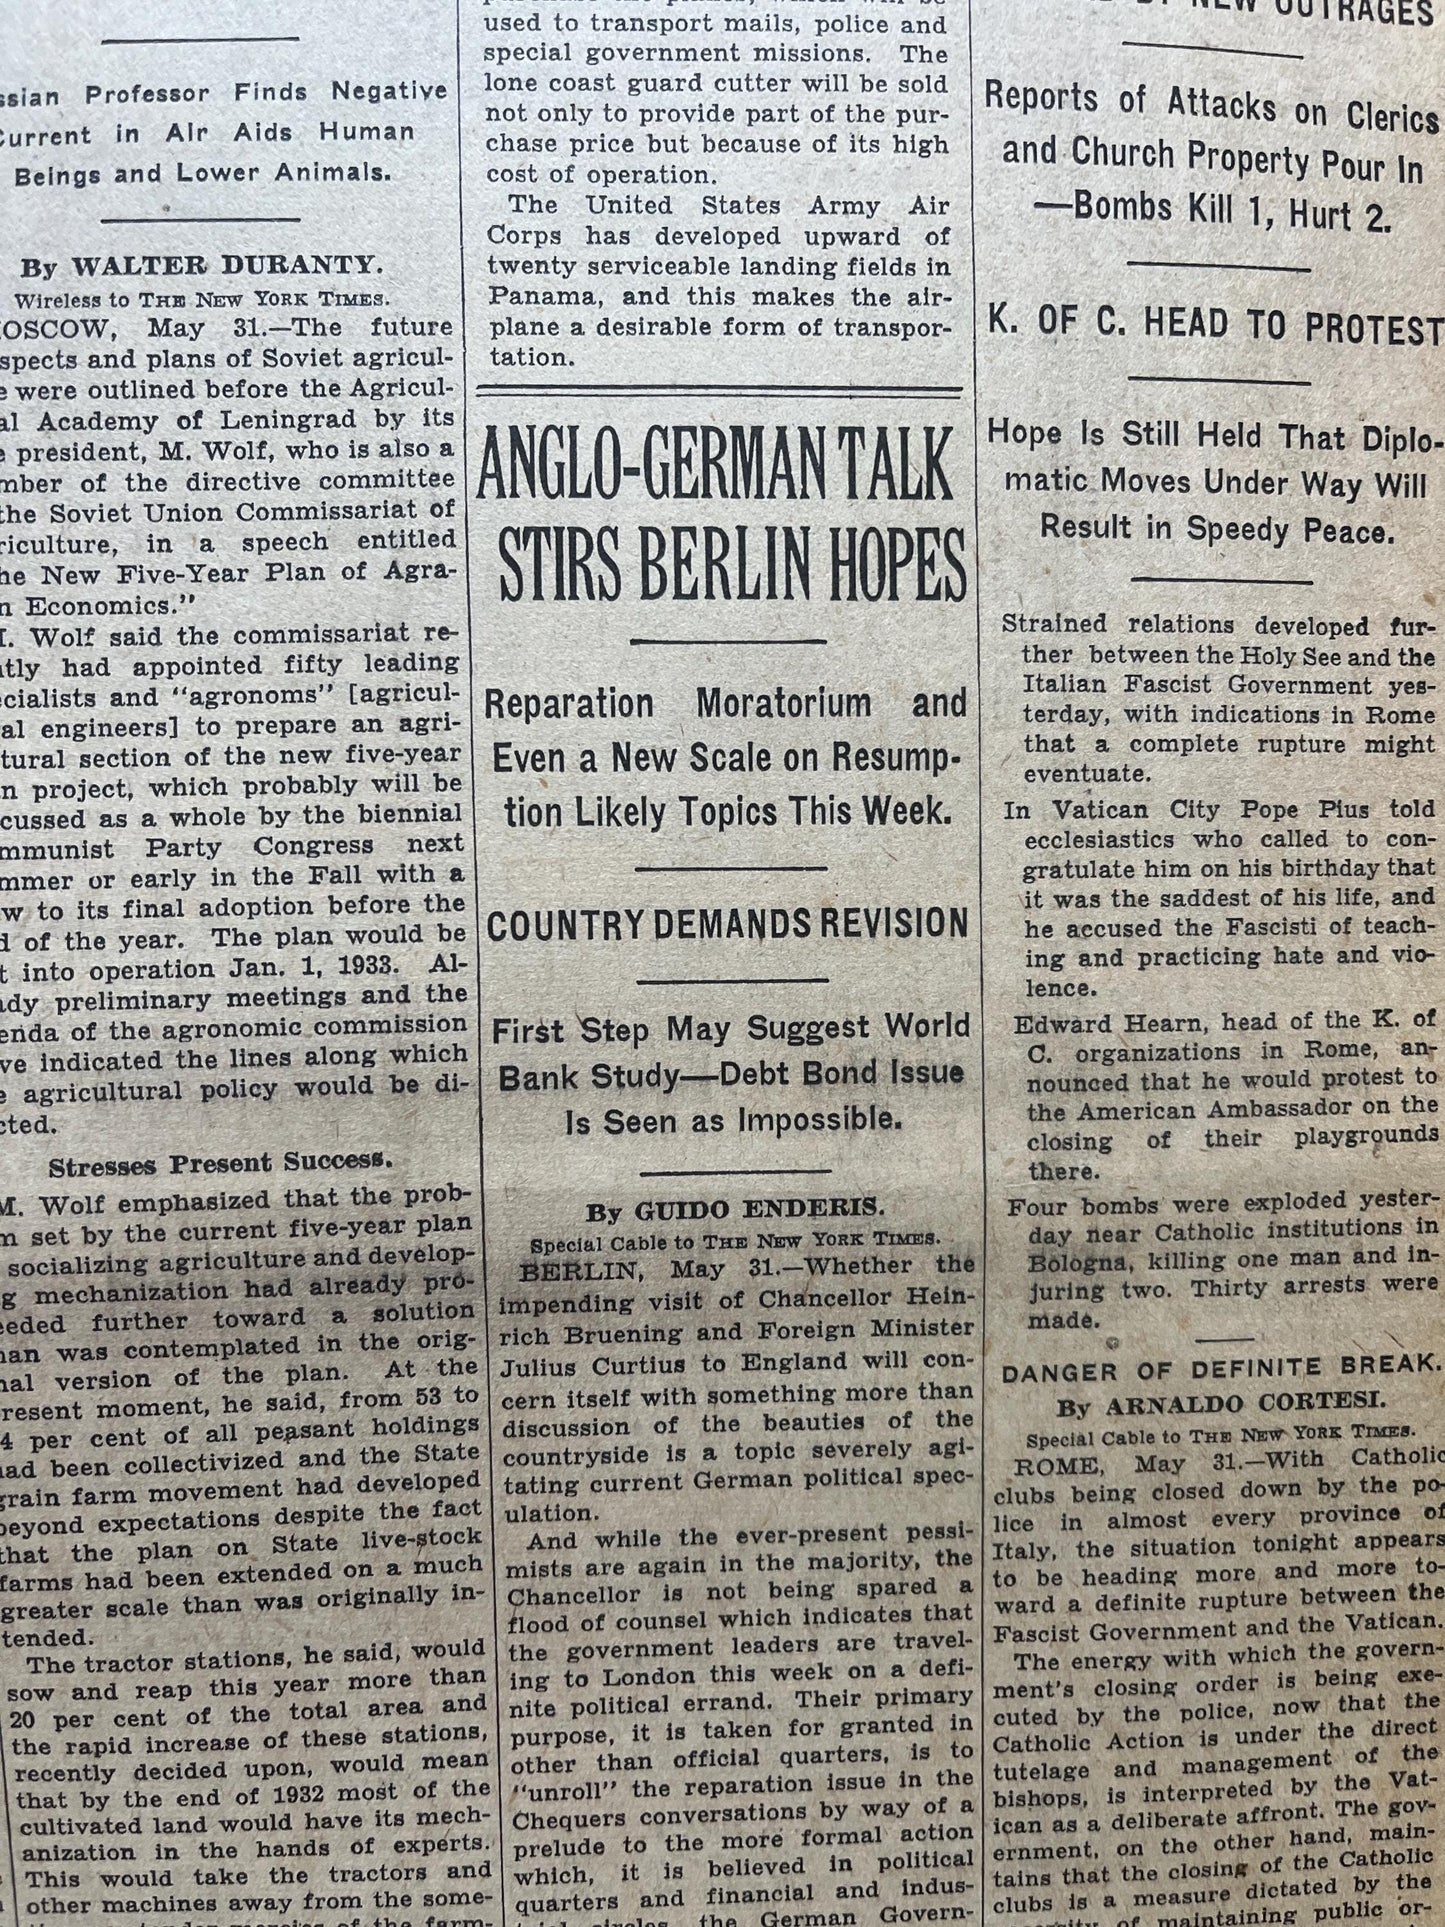 Professor Finds Negative
in Air Aids Human
Beings and Lower Animals.
By WALTER DURANTY.
Wireless to THE NEW YORK TIMES.
May 31.—The future
and plans of Soviet agricul-
were outlined before the Agricul-
Academy of Leningrad by its
president, M. Wolf, who is also a
of the directive committee
the Soviet Union Commissariat of
in a speech entitled
New Five-Year Plan of Agra-
Economics."
Wolf said the commissariat re-
had appointed fifty leading
and "agronoms" [agricul-
engineers] to prepare an agri-
section of the new five-year
project, which probably will be
as a whole by the biennial
Party Congress next
or early in the Fall with a
to its final adoption before the
of the year. The plan would be
into operation Jan. 1, 1933. Al-
preliminary meetings and the
of the agronomic commission
indicated the lines along which
agricultural policy would be di-
Stresses Present Success.
M. Wolf emphasized that the prob-
set by the current five-year plan
socializing agriculture and develop-
mechanization had already pro-
further toward a solution
was contemplated in the orig-
version of the plan. At the
he said, from 53 to
per cent of all peasant holdings
had been collectivized and the State
grain farm movement had developed
beyond expectations despite the fact
that the plan on State live-stock
farms had been extended on a much
greater scale than was originally in-
tended.
The tractor stations, he said, would
sow and reap this year more than
20 per cent of the total area and
the rapid increase of these stations,
recently decided upon, would mean
that by the end of 1932 most of the
cultivated land would have its mech-
anization in the hands of experts.
This would take the tractors and
other machines away from the some-
used to transport mails, police and
special government missions. The
lone coast guard cutter will be sold
not only to provide part of the pur-
chase price but because of its high
cost of operation.
The United States Army Air
Corps has developed upward of
twenty serviceable landing fields in
Panama, and this makes the air-
plane a desirable form of transpor-
tation.
ANGLO-GERMAN TALK
STIRS BERLIN HOPES
Reparation Moratorium and
Even a New Scale on Resump-
tion Likely Topics This Week.
COUNTRY DEMANDS REVISION
First Step May Suggest World
Bank Study—Debt Bond Issue
Is Seen as Impossible.
By GUIDO ENDERIS.
Special Cable to THE NEW YORK TIMES.
BERLIN, May 31.—Whether the
impending visit of Chancellor Hein-
rich Bruening and Foreign Minister
Julius Curtius to England will con-
cern itself with something more than
discussion of the beauties of the
countryside is a topic severely agi-
tating current German political spec-
ulation.
And while the ever-present pessi-
mists are again in the majority, the
Chancellor is not being spared a
flood of counsel which indicates that
the government leaders are travel-
ing to London this week on a defi-
nite political errand. Their primary
purpose, it is taken for granted in
other than official quarters, is to
"unroll" the reparation issue in the
Chequers conversations by way of a
prelude to the more formal action
which, it is believed in political
quarters and financial and indus-
the German Govern-
NEW OUTRAGES
Reports of Attacks on Clerics
and Church Property Pour In
—Bombs Kill 1, Hurt 2.
K. OF C. HEAD TO PROTEST
Hope Is Still Held That Diplo-
matic Moves Under Way Will
Result in Speedy Peace.
Strained relations developed fur-
ther between the Holy See and the
Italian Fascist Government yes-
terday, with indications in Rome
that a complete rupture might
eventuate.
In Vatican City Pope Pius told
ecclesiastics who called to con-
gratulate him on his birthday that
it was the saddest of his life, and
he accused the Fascisti of teach-
ing and practicing hate and vio-
lence.
Edward Hearn, head of the K. of
C. organizations in Rome, an-
nounced that he would protest to
the American Ambassador on the
closing of their playgrounds
there.
Four bombs were exploded yester-
day near Catholic institutions in
Bologna, killing one man and in-
juring two. Thirty arrests were
made.
DANGER OF DEFINITE BREAK.
By ARNALDO CORTESI.
Special Cable to THE NEW YORK TIMES.
ROME, May 31.—With Catholic
clubs being closed down by the po-
lice in almost every province of
Italy, the situation tonight appears
to be heading more and more to-
ward a definite rupture between the
Fascist Government and the Vatican.
The energy with which the govern-
ment's closing order is being exe-
cuted by the police, now that the
Catholic Action is under the direct
tutelage and management of the
bishops, is interpreted by the Vat-
ican as a deliberate affront. The gov-
ernment, on the other hand, main-
tains that the closing of the Catholic
clubs is a measure dictated by the
of maintaining public or-